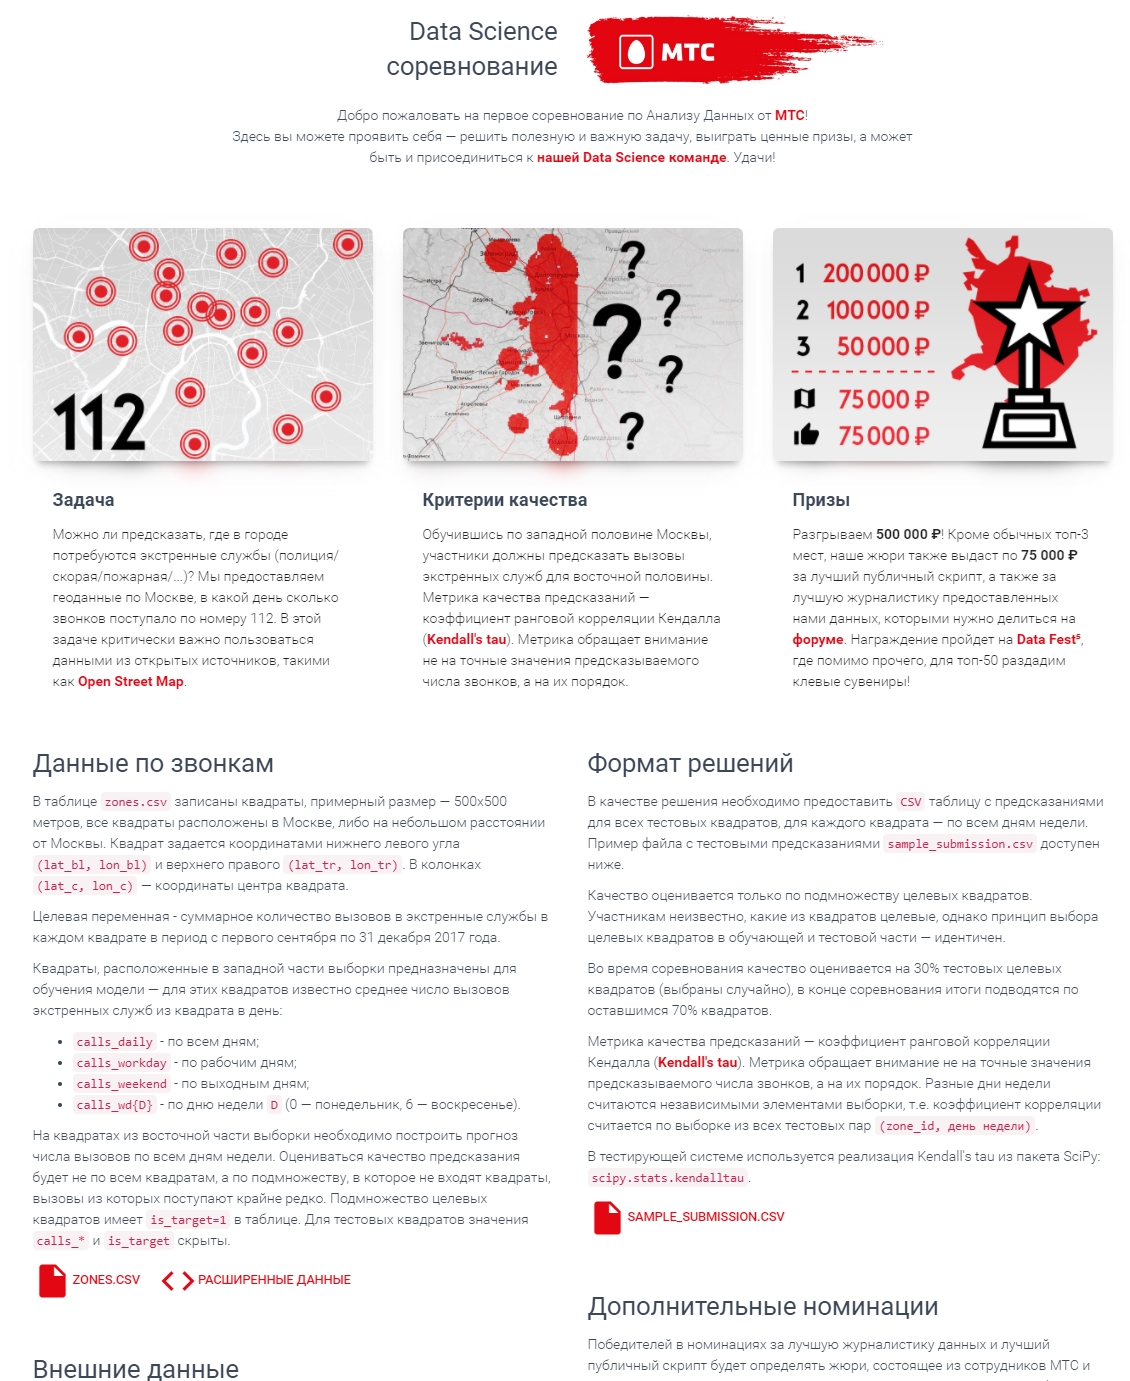 Data Science
соревнование
МТС
Добро пожаловать на первое соревнование по Анализу Данных от МТС!
Здесь вы можете проявить себя — решить полезную и важную задачу, выиграть ценные призы, а может
быть и присоединиться к нашей Data Science команде. Удачи!
112
? ? ? ? ?
1 200 000 ₽
2 100 000 ₽
3 50 000 ₽
75 000 ₽
75 000 ₽
Задача
Можно ли предсказать, где в городе
потребуются экстренные службы (полиция/
скорая/пожарная/...)? Мы предоставляем
геоданные по Москве, в какой день сколько
звонков поступало по номеру 112. В этой
задаче критически важно пользоваться
данными из открытых источников, такими
как Open Street Map.
Критерии качества
Обучившись по западной половине Москвы,
участники должны предсказать вызовы
экстренных служб для восточной половины.
Метрика качества предсказаний —
коэффициент ранговой корреляции Кендалла
(Kendall's tau). Метрика обращает внимание
не на точные значения предсказываемого
числа звонков, а на их порядок.
Призы
Разгрываем 500 000 ₽! Кроме обычных топ-3
мест, наше жюри также выдаст по 75 000 ₽
за лучший публичный скрипт, а также за
лучшую журналистику предоставленных
нами данных, которыми нужно делиться на
форуме. Награждение пройдет на Data Fest⁵,
где помимо прочего, для топ-50 раздадим
клевые сувениры!
Данные по звонкам
В таблице zones.csv записаны квадраты, примерный размер — 500x500
метров, все квадраты расположены в Москве, либо на небольшом расстоянии
от Москвы. Квадрат задается координатами нижнего левого угла
(lat_bl, lon_bl) и верхнего правого (lat_tr, lon_tr). В колонках
(lat_c, lon_c) — координаты центра квадрата.
Целевая переменная - суммарное количество вызовов в экстренные службы в
каждом квадрате в период с первого сентября по 31 декабря 2017 года.
Квадраты, расположенные в западной части выборки предназначены для
обучения модели — для этих квадратов известно среднее число вызовов
экстренных служб из квадрата в день:
• calls_daily - по всем дням;
• calls_workday - по рабочим дням;
• calls_weekend - по выходным дням;
• calls_wd{D} - по дню недели D (0 — понедельник, 6 — воскресенье).
На квадратах из восточной части выборки необходимо построить прогноз
числа вызовов по всем дням недели. Оцениваться качество предсказания
будет не по всем квадратам, а по подмножеству, в которое не входят квадраты,
вызовы из которых поступают крайне редко. Подмножество целевых
квадратов имеет is_target=1 в таблице. Для тестовых квадратов значения
calls_* и is_target скрыты.
ZONES.CSV РАСШИРЕННЫЕ ДАННЫЕ
Внешние данные
Формат решений
В качестве решения необходимо предоставить CSV таблицу с предсказаниями
для всех тестовых квадратов, для каждого квадрата — по всем дням недели.
Пример файла с тестовыми предсказаниями sample_submission.csv доступен
ниже.
Качество оценивается только по подмножеству целевых квадратов.
Участникам неизвестно, какие из квадратов целевые, однако принцип выбора
целевых квадратов в обучающей и тестовой части — идентичен.
Во время соревнования качество оценивается на 30% тестовых целевых
квадратов (выбраны случайно), в конце соревнования итоги подводятся по
оставшимся 70% квадратов.
Метрика качества предсказаний — коэффициент ранговой корреляции
Кендалла (Kendall's tau). Метрика обращает внимание не на точные значения
предсказываемого числа звонков, а на их порядок. Разные дни недели
считаются независимыми элементами выборки, т.е. коэффициент корреляции
считается по выборке из всех тестовых пар (zone_id, день недели).
В тестирующей системе используется реализация Kendall's tau из пакета SciPy:
scipy.stats.kendalltau.
SAMPLE_SUBMISSION.CSV
Дополнительные номинации
Победителей в номинациях за лучшую журналистику данных и лучший
публичный скрипт будет определять жюри, состоящее из сотрудников МТС и